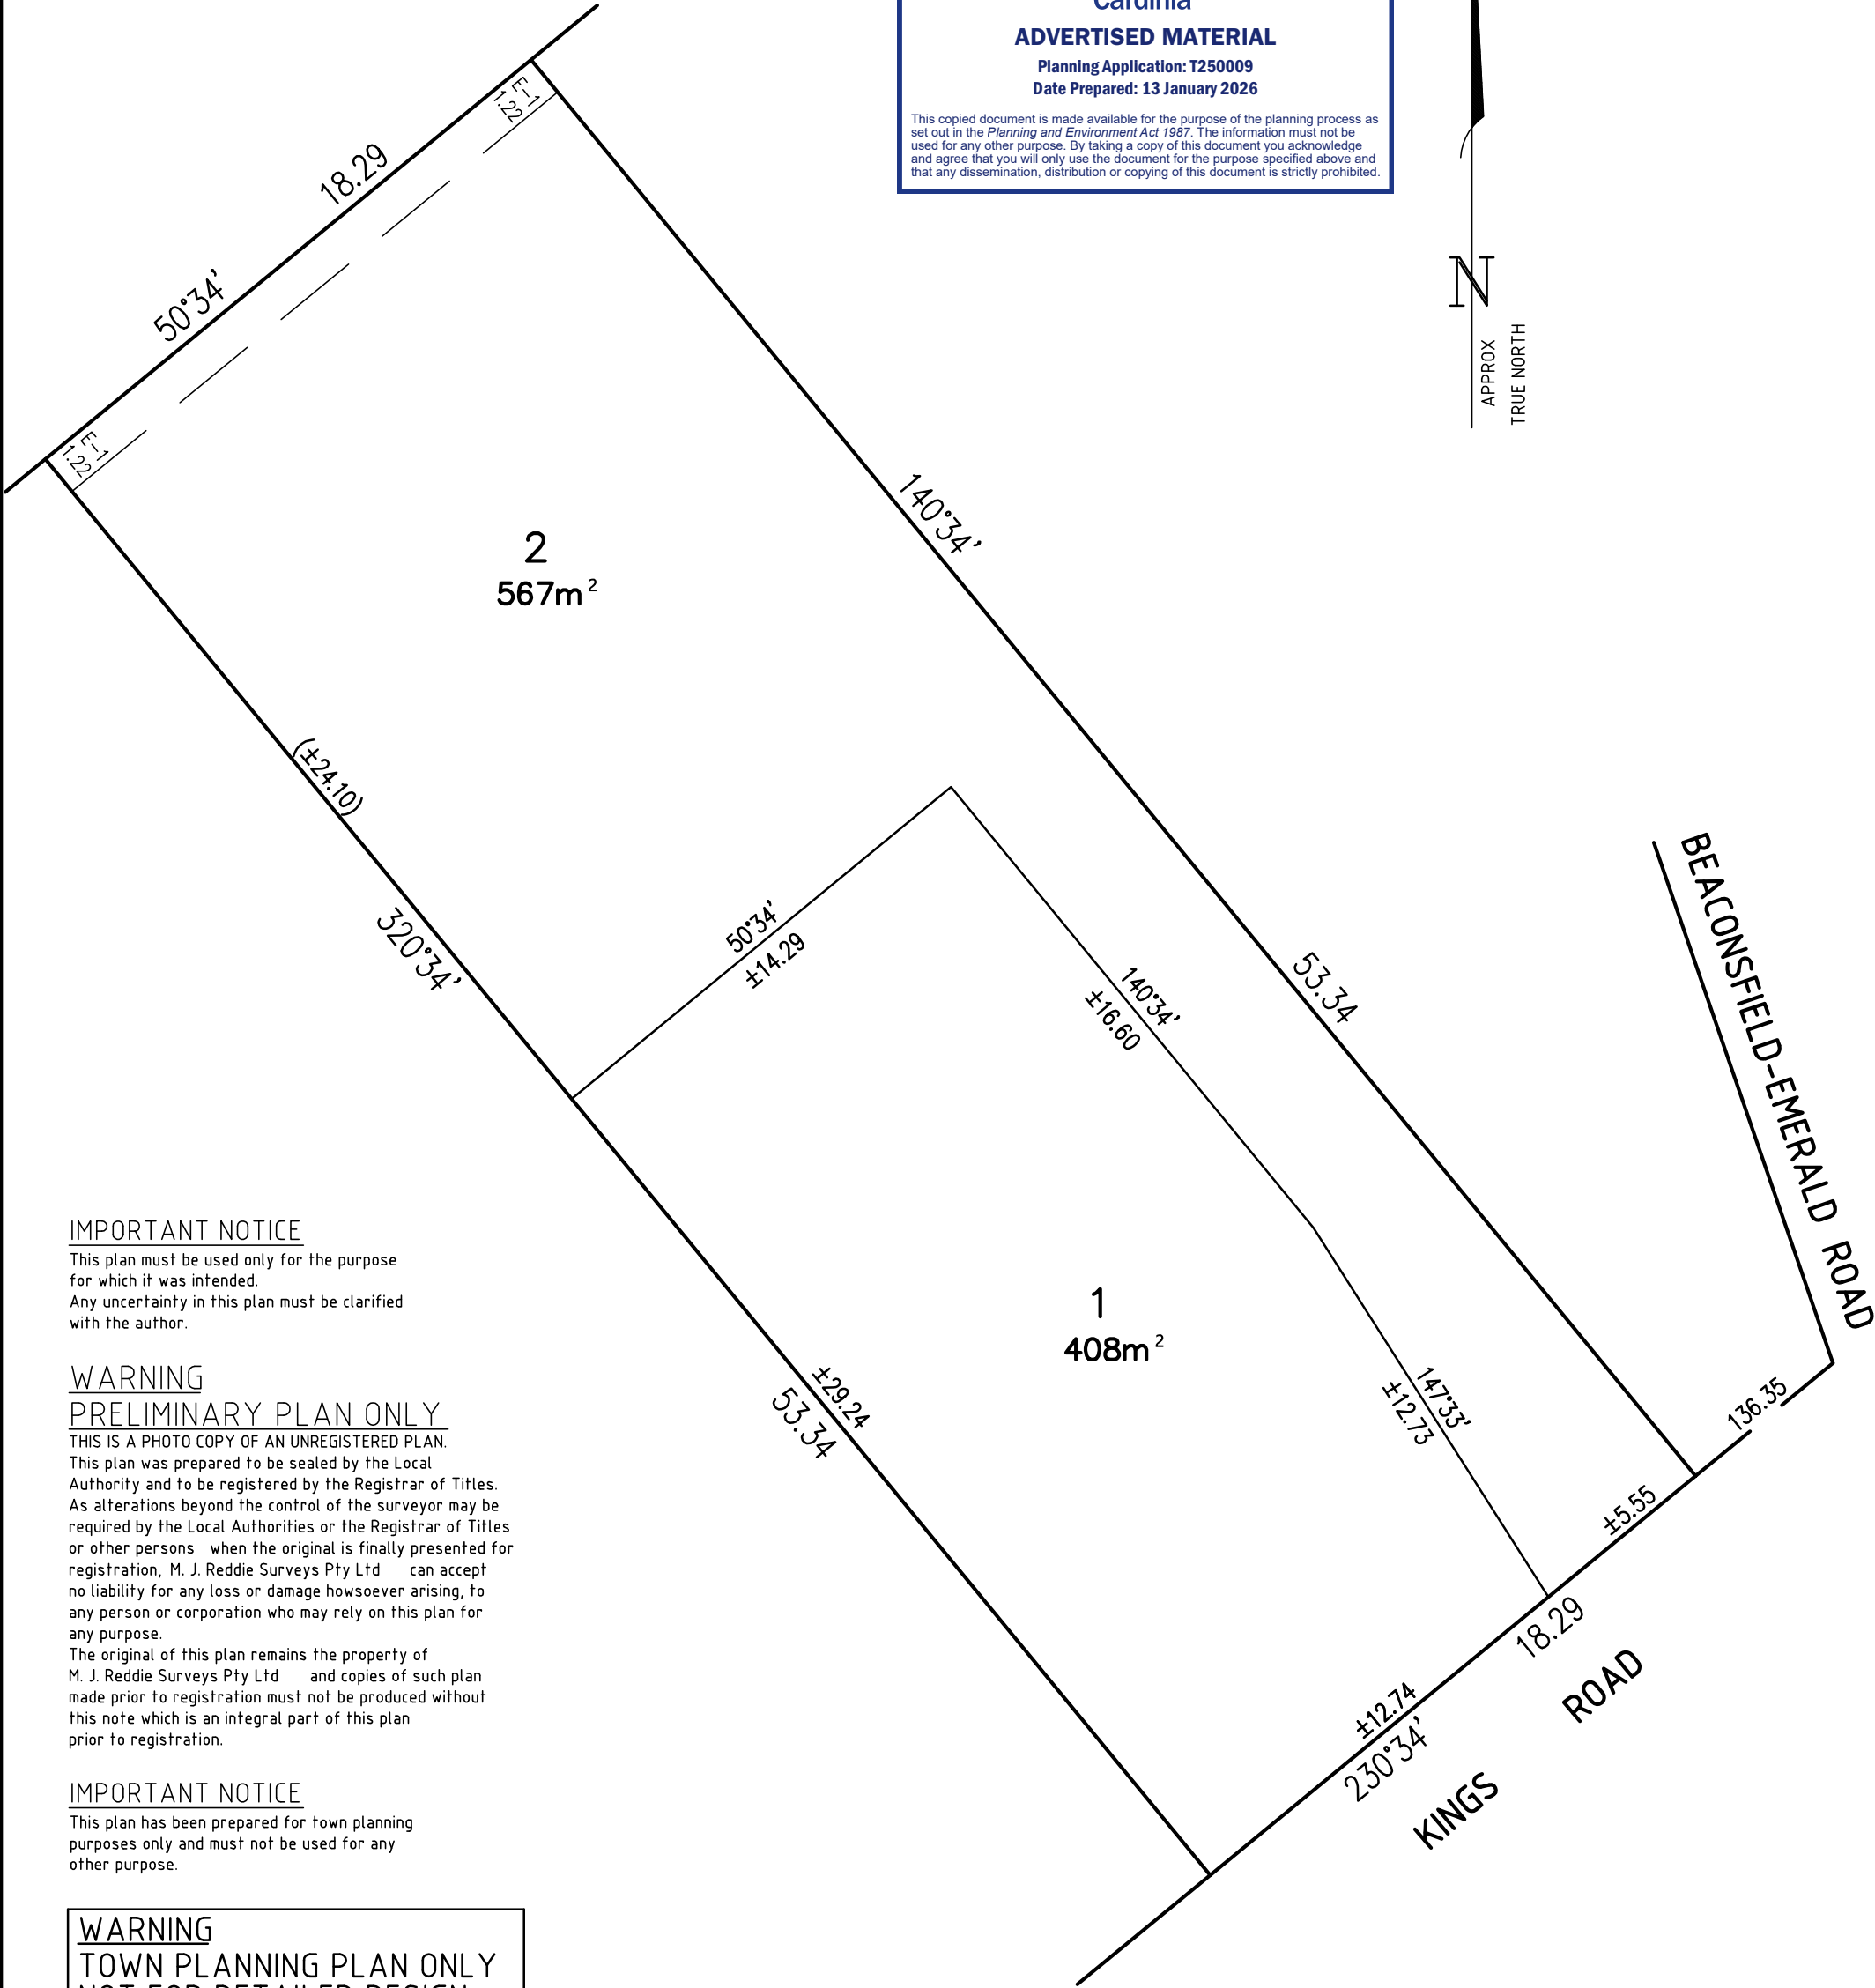 Cardinia
ADVERTISED MATERIAL
Planning Application: T250009
Date Prepared: 13 January 2026
This copied document is made available for the purpose of the planning process as
set out in the Planning and Environment Act 1987. The information must not be
used for any other purpose. By taking a copy of this document you acknowledge
and agree that you will only use the document for the purpose specified above and
that any dissemination, distribution or copying of this document is strictly prohibited.
N
APPROX
TRUE NORTH
E-1
1.22
18.29
50°34'
E-1
1.22
140°34'
2
567m²
(±24.10)
320°34'
50°34'
±14.29
140°34'
±16.60
53.34
BEACONSFIELD-EMERALD ROAD
1
408m²
±29.24
53.34
147°33'
±12.73
136.35
±5.55
18.29
±12.74
230°34'
KINGS ROAD
IMPORTANT NOTICE
This plan must be used only for the purpose
for which it was intended.
Any uncertainty in this plan must be clarified
with the author.
WARNING
PRELIMINARY PLAN ONLY
THIS IS A PHOTO COPY OF AN UNREGISTERED PLAN.
This plan was prepared to be sealed by the Local
Authority and to be registered by the Registrar of Titles.
As alterations beyond the control of the surveyor may be
required by the Local Authorities or the Registrar of Titles
or other persons when the original is finally presented for
registration, M. J. Reddie Surveys Pty Ltd can accept
no liability for any loss or damage howsoever arising, to
any person or corporation who may rely on this plan for
any purpose.
The original of this plan remains the property of
M. J. Reddie Surveys Pty Ltd and copies of such plan
made prior to registration must not be produced without
this note which is an integral part of this plan
prior to registration.
IMPORTANT NOTICE
This plan has been prepared for town planning
purposes only and must not be used for any
other purpose.
WARNING
TOWN PLANNING PLAN ONLY
NOT FOR DETAILED DESIGN